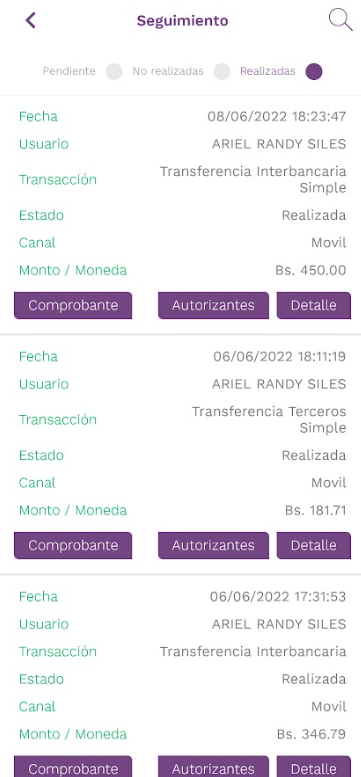 Seguimiento
Pendiente No realizadas Realizadas
Fecha 08/06/2022 18:23:47
Usuario ARIEL RANDY SILES
Transacción Transferencia Interbancaria
Simple
Estado Realizada
Canal Movil
Monto / Moneda Bs. 450.00
Comprobante Autorizantes Detalle
Fecha 06/06/2022 18:11:19
Usuario ARIEL RANDY SILES
Transacción Transferencia Terceros
Simple
Estado Realizada
Canal Movil
Monto / Moneda Bs. 181.71
Comprobante Autorizantes Detalle
Fecha 06/06/2022 17:31:53
Usuario ARIEL RANDY SILES
Transacción Transferencia Interbancaria
Estado Realizada
Canal Movil
Monto / Moneda Bs. 346.79
Comprobante Autorizantes Detalle